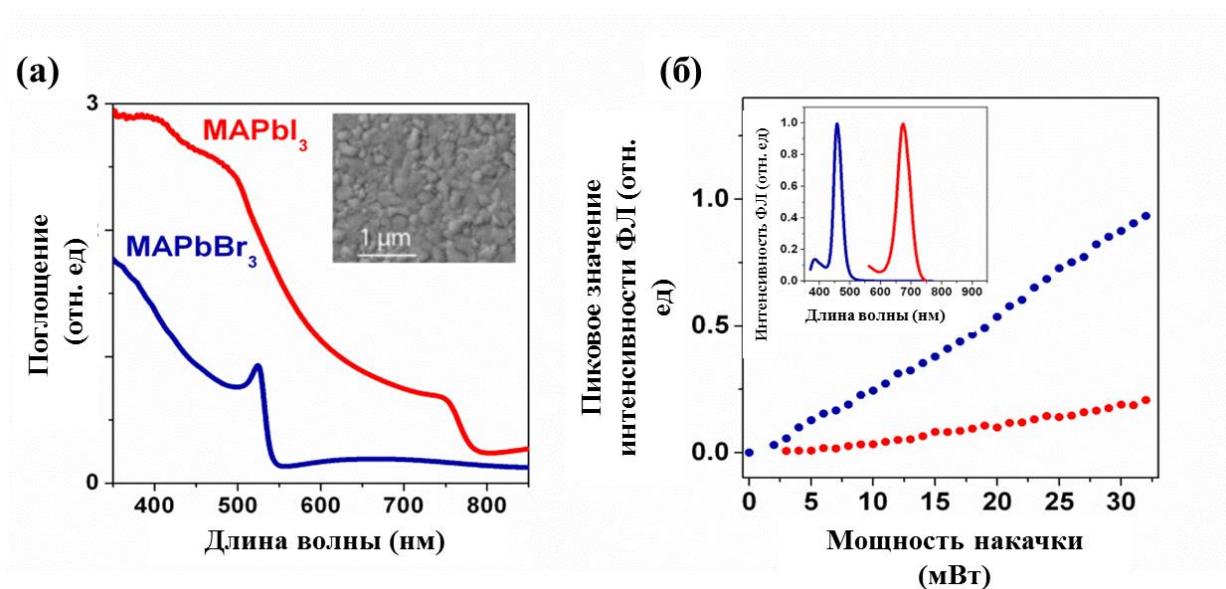 (а)
Поглощение
(отн. ед)
3
0
MAPbI3
MAPbBr3
1 µm
400 500 600 700 800
Длина волны (нм)
(б)
Пиковое значение
интенсивности ФЛ (отн.
ед)
1.0
0.5
0.0
Интенсивность ФЛ (отн. ед)
1.0
0.8
0.6
0.4
0.2
0.0
400 500 600 700 800 900
Длина волны (нм)
0 5 10 15 20 25 30
Мощность накачки
(мВт)